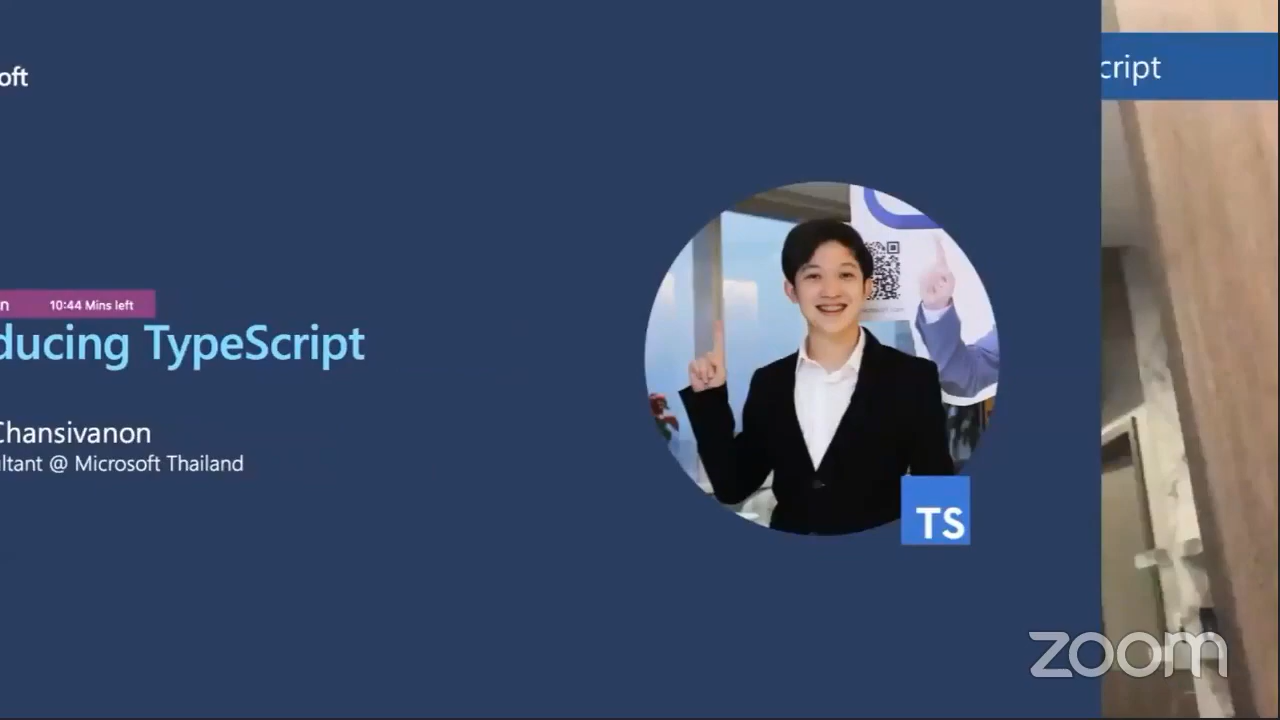 oft
cript
n 10:44 Mins left
ducing TypeScript
Chansivanon
ltant @ Microsoft Thailand
TS
zoom